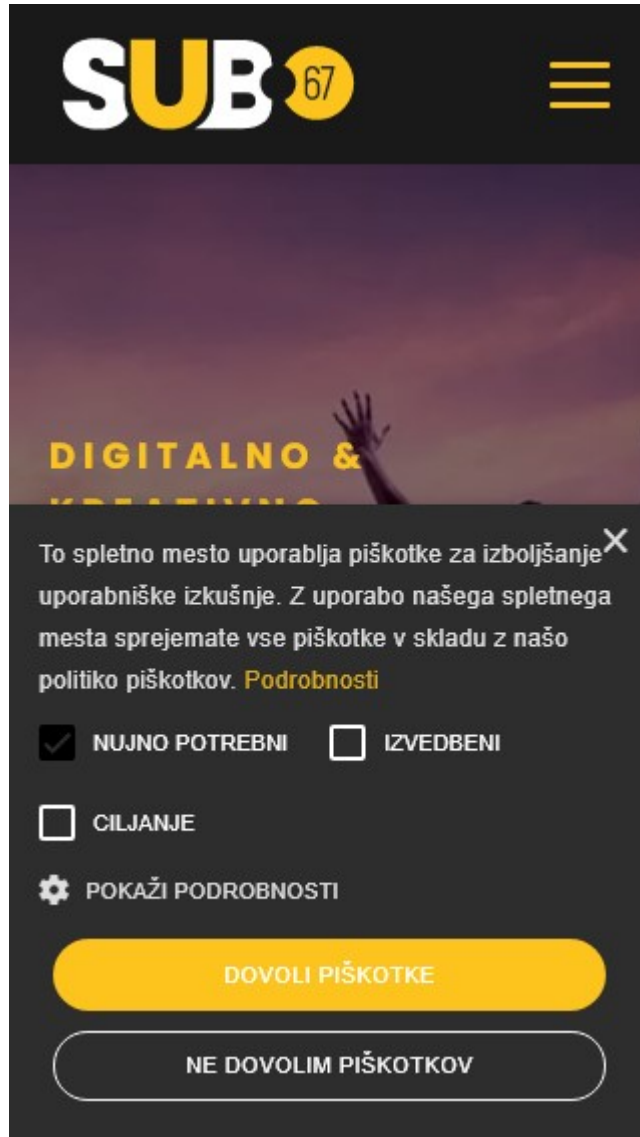 SUB 67
DIGITALNO &
KREATIVNO
To spletno mesto uporablja piškotke za izboljšanje
uporabniške izkušnje. Z uporabo našega spletnega
mesta sprejemate vse piškotke v skladu z našo
politiko piškotkov. Podrobnosti
NUJNO POTREBNI IZVEDBENI
CILJANJE
POKAŽI PODROBNOSTI
DOVOLI PIŠKOTKE
NE DOVOLIM PIŠKOTKOV